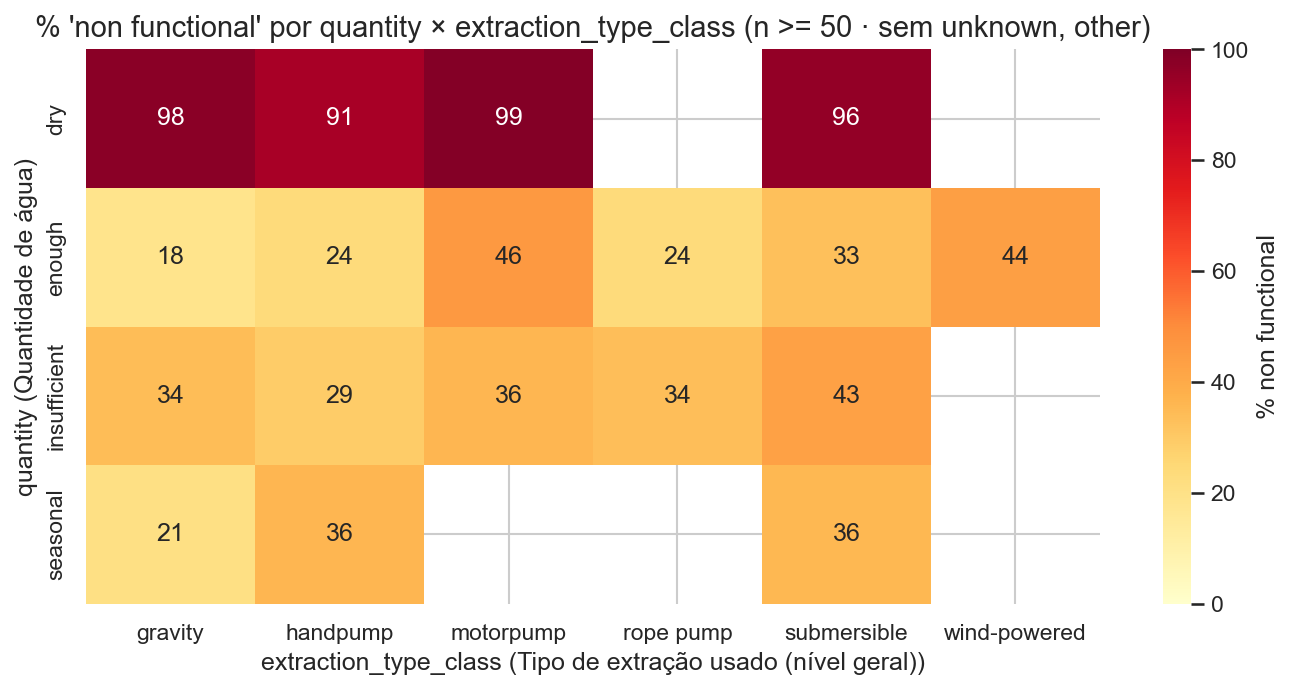 % 'non functional' por quantity × extraction_type_class (n >= 50 · sem unknown, other)
quantity (Quantidade de água)
dry
98
91
99
96
enough
18
24
46
24
33
44
insufficient
34
29
36
34
43
seasonal
21
36
36
gravity
handpump
motorpump
rope pump
submersible
wind-powered
extraction_type_class (Tipo de extração usado (nível geral))
100
80
60
40
20
0
% non functional